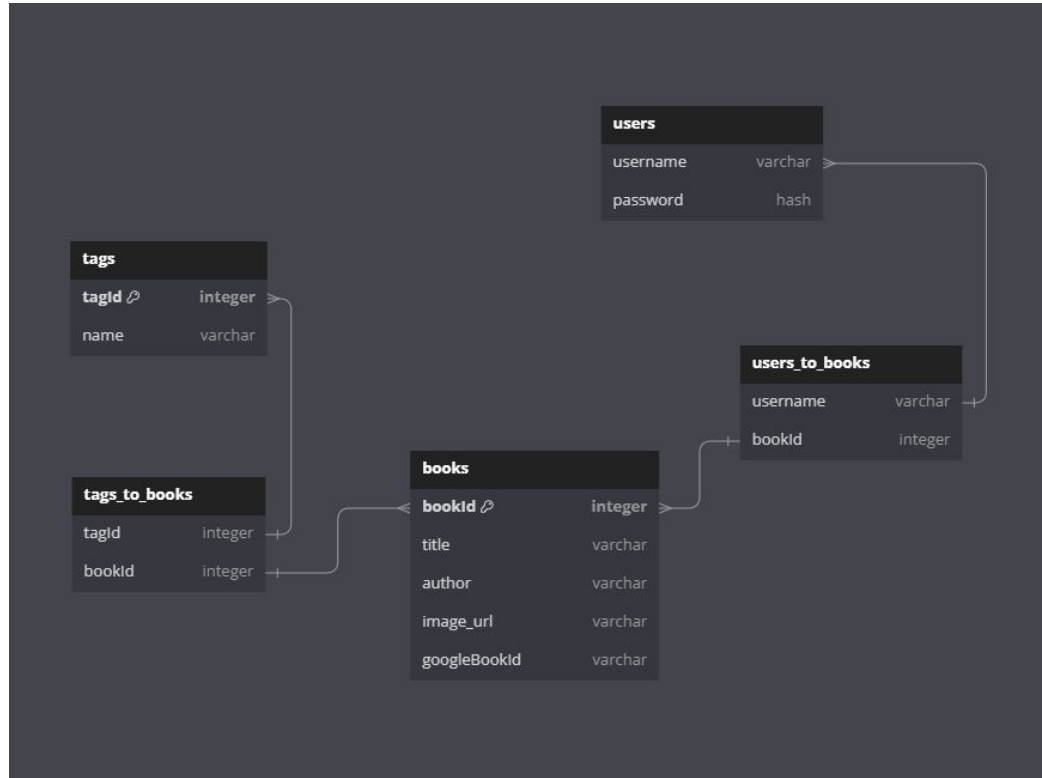 users
username varchar
password hash
tags
tagId integer
name varchar
users_to_books
username varchar
bookId integer
books
bookId integer
title varchar
author varchar
image_url varchar
googleBookId varchar
tags_to_books
tagId integer
bookId integer